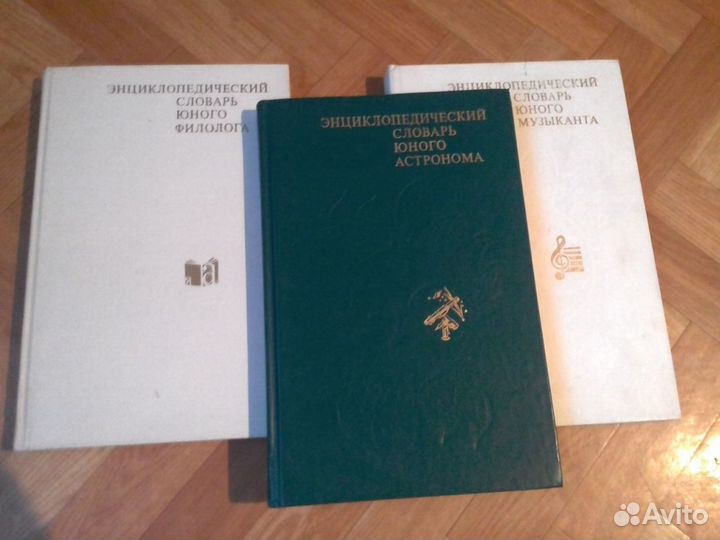 ЭНЦИКЛОПЕДИЧЕСКИЙ
СЛОВАРЬ
ЮНОГО
ФИЛОЛОГА
ЭНЦИКЛОПЕДИЧЕСКИЙ
СЛОВАРЬ
ЮНОГО
АСТРОНОМА
ЭНЦИКЛОПЕДИЧЕСКИЙ
СЛОВАРЬ
ЮНОГО
МУЗЫКАНТА
Avito